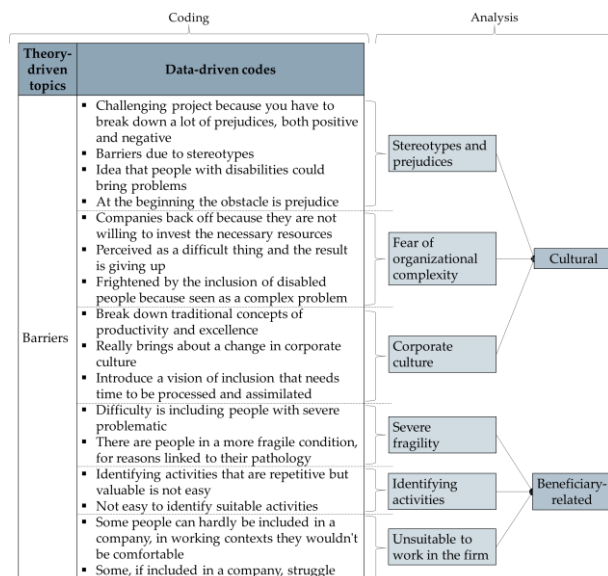 Coding
Analysis
Theory-
driven
topics
Data-driven codes
Barriers
▪ Challenging project because you have to
break down a lot of prejudices, both positive
and negative
▪ Barriers due to stereotypes
▪ Idea that people with disabilities could
bring problems
▪ At the beginning the obstacle is prejudice
▪ Companies back off because they are not
willing to invest the necessary resources
▪ Perceived as a difficult thing and the result
is giving up
▪ Frightened by the inclusion of disabled
people because seen as a complex problem
▪ Break down traditional concepts of
productivity and excellence
▪ Really brings about a change in corporate
culture
▪ Introduce a vision of inclusion that needs
time to be processed and assimilated
▪ Difficulty is including people with severe
problematic
▪ There are people in a more fragile condition,
for reasons linked to their pathology
▪ Identifying activities that are repetitive but
valuable is not easy
▪ Not easy to identify suitable activities
▪ Some people can hardly be included in a
company, in working contexts they wouldn't
be comfortable
▪ Some, if included in a company, struggle
Stereotypes and
prejudices
Fear of
organizational
complexity
Corporate
culture
Severe
fragility
Identifying
activities
Unsuitable to
work in the firm
Cultural
Beneficiary-
related